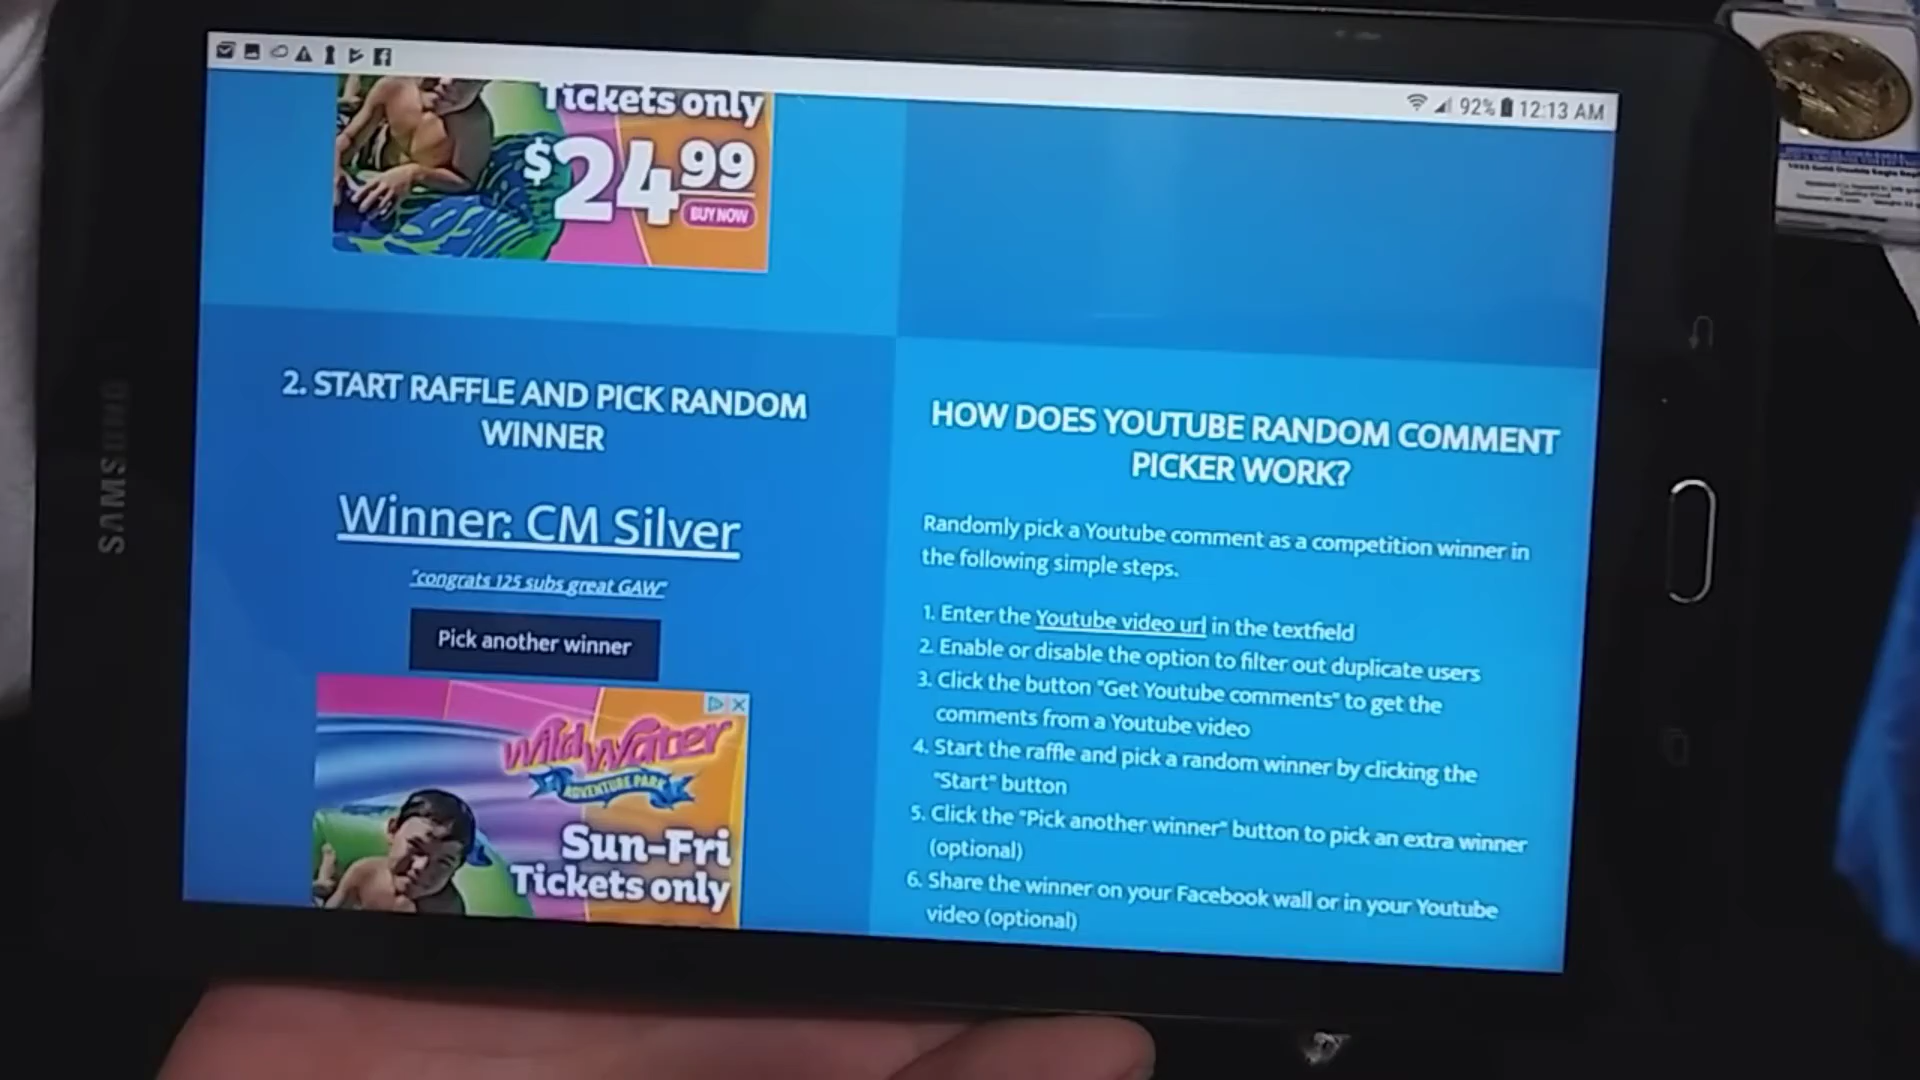 92% 12:13 AM
Tickets only
$24.99
BUY NOW
2. START RAFFLE AND PICK RANDOM
WINNER
Winner: CM Silver
"congrats 125 subs great GAW"
Pick another winner
Wild Water
ADVENTURE PARK
Sun-Fri
Tickets only
HOW DOES YOUTUBE RANDOM COMMENT
PICKER WORK?
Randomly pick a Youtube comment as a competition winner in
the following simple steps.
1. Enter the Youtube video url in the textfield
2. Enable or disable the option to filter out duplicate users
3. Click the button "Get Youtube comments" to get the
comments from a Youtube video
4. Start the raffle and pick a random winner by clicking the
"Start" button
5. Click the "Pick another winner" button to pick an extra winner
(optional)
6. Share the winner on your Facebook wall or in your Youtube
video (optional)
SAMSUNG